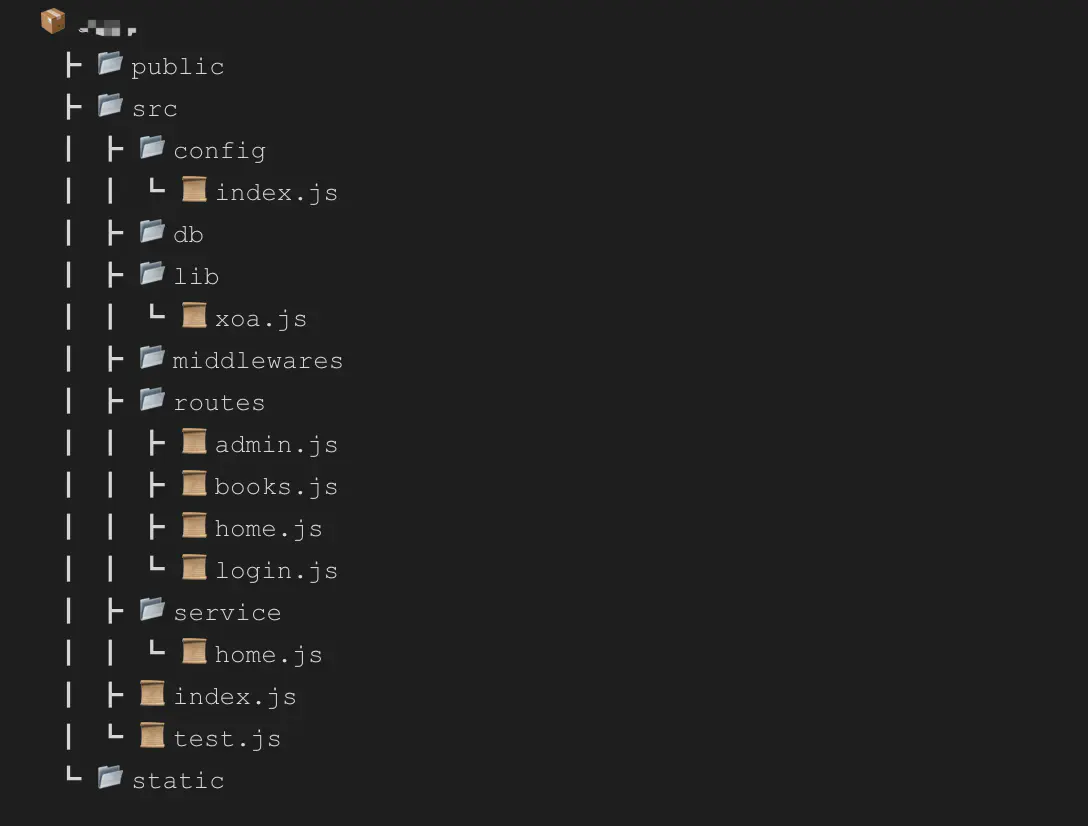 public
src
config
index.js
db
lib
xoa.js
middlewares
routes
admin.js
books.js
home.js
login.js
service
home.js
index.js
test.js
static